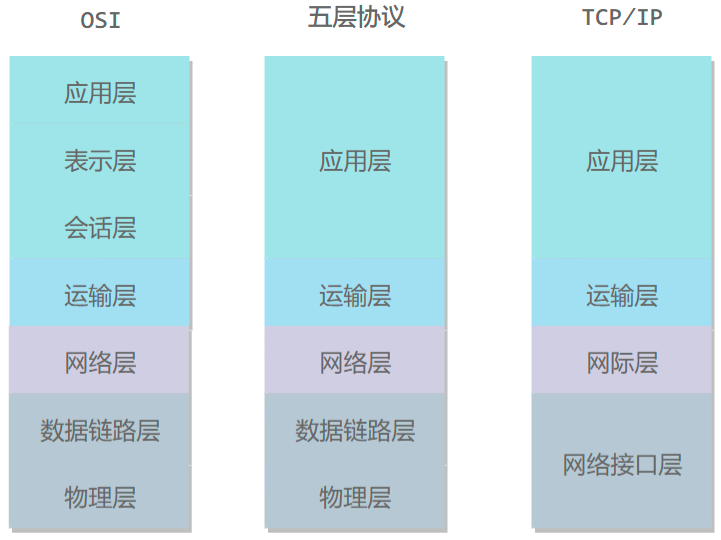 OSI
五层协议
TCP/IP
应用层
表示层
会话层
运输层
网络层
数据链路层
物理层
应用层
运输层
网络层
数据链路层
物理层
应用层
运输层
网际层
网络接口层